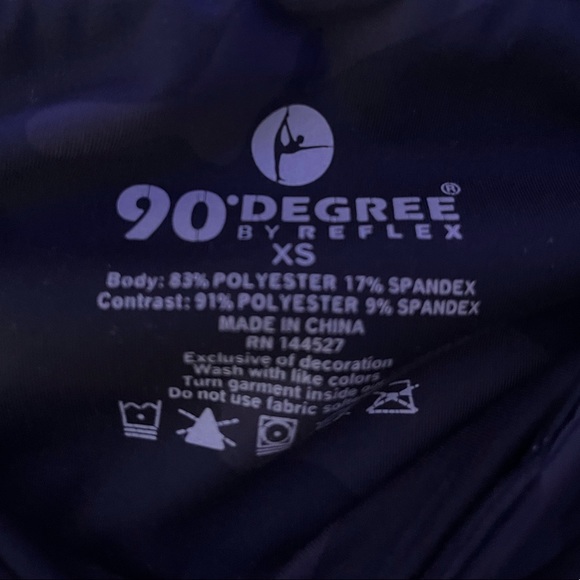 90°DEGREE®
BY REFLEX
XS
Body: 83% POLYESTER 17% SPANDEX
Contrast: 91% POLYESTER 9% SPANDEX
MADE IN CHINA
RN 144527
Exclusive of decoration
Wash with like colors
Turn garment inside
Do not use fabric